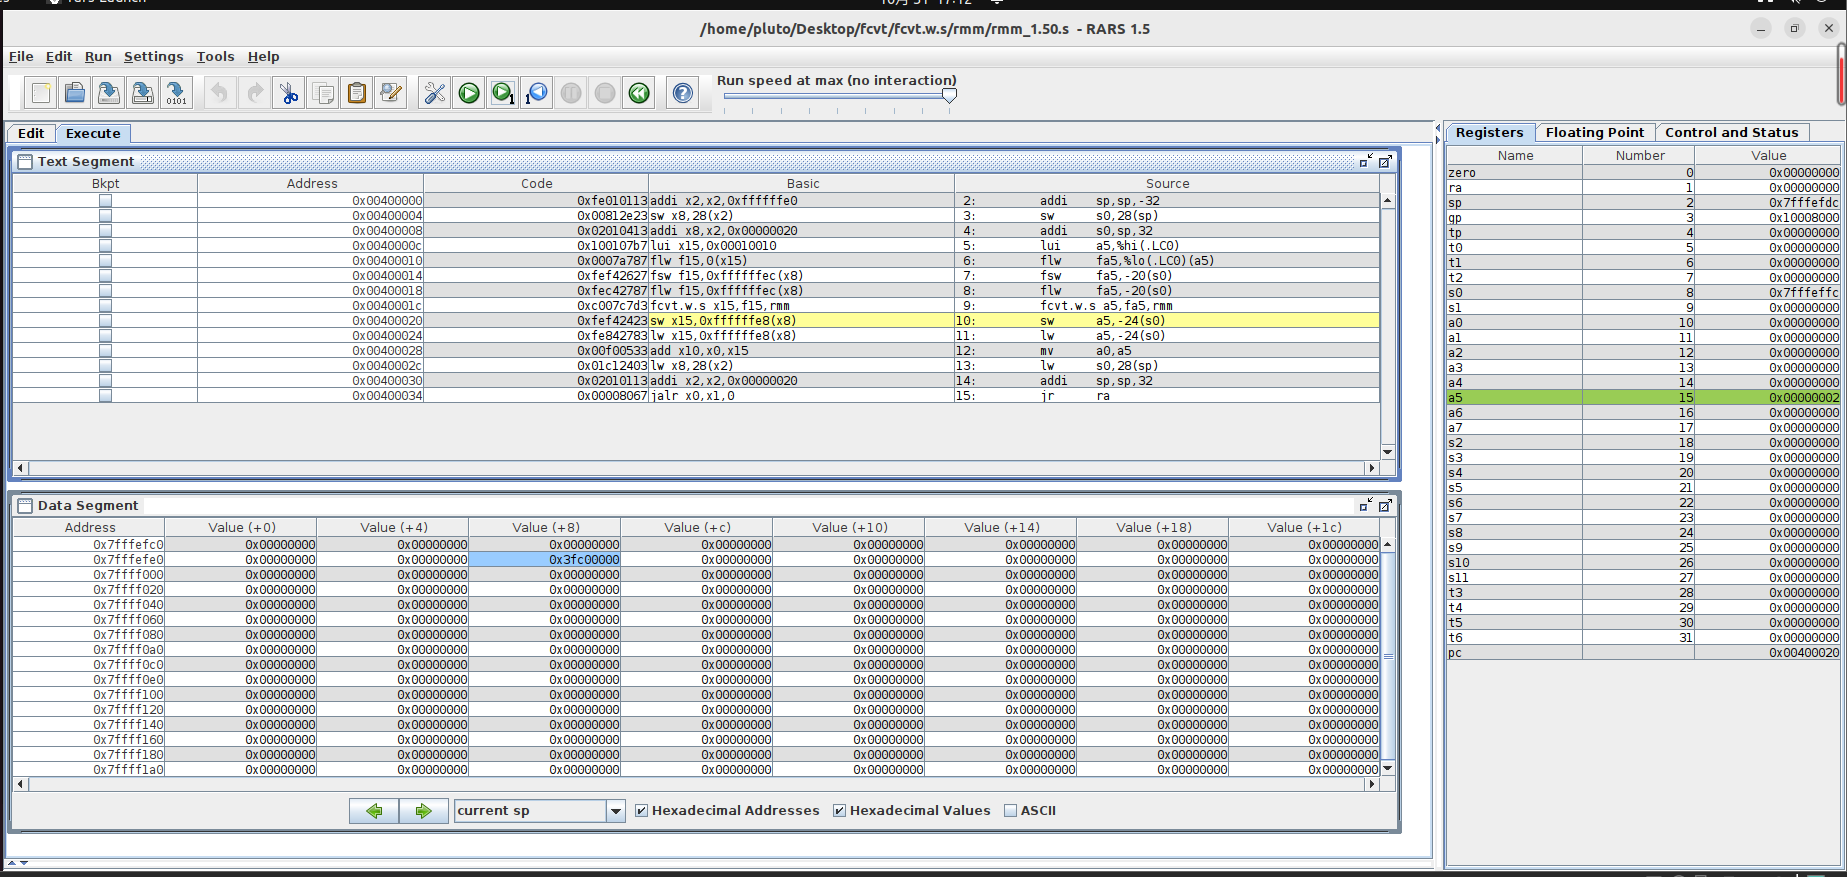 /home/pluto/Desktop/fcvt/fcvt.w.s/rmm/rmm_1.50.s - RARS 1.5
File Edit Run Settings Tools Help
Run speed at max (no interaction)
Edit Execute
Text Segment
Bkpt Address Code Basic Source
0x00400000 0xfe010113 addi x2,x2,0xffffffe0 2: addi sp,sp,-32
0x00400004 0x00812e23 sw x8,28(x2) 3: sw s0,28(sp)
0x00400008 0x02010413 addi x8,x2,0x00000020 4: addi s0,sp,32
0x0040000c 0x100107b7 lui x15,0x00010010 5: lui a5,%hi(.LC0)
0x00400010 0x0007a787 flw f15,0(x15) 6: flw fa5,%lo(.LC0)(a5)
0x00400014 0xfef42627 fsw f15,0xffffffec(x8) 7: fsw fa5,-20(s0)
0x00400018 0xfec42787 flw f15,0xffffffec(x8) 8: flw fa5,-20(s0)
0x0040001c 0xc007c7d3 fcvt.w.s x15,f15,rmm 9: fcvt.w.s a5,fa5,rmm
0x00400020 0xfef42423 sw x15,0xffffffe8(x8) 10: sw a5,-24(s0)
0x00400024 0xfe842783 lw x15,0xffffffe8(x8) 11: lw a5,-24(s0)
0x00400028 0x00f00533 add x10,x0,x15 12: mv a0,a5
0x0040002c 0x01c12403 lw x8,28(x2) 13: lw s0,28(sp)
0x00400030 0x02010113 addi x2,x2,0x00000020 14: addi sp,sp,32
0x00400034 0x00008067 jalr x0,x1,0 15: jr ra
Data Segment
Address Value (+0) Value (+4) Value (+8) Value (+c) Value (+10) Value (+14) Value (+18) Value (+1c)
0x7fffefc0 0x00000000 0x00000000 0x00000000 0x00000000 0x00000000 0x00000000 0x00000000 0x00000000
0x7fffefe0 0x00000000 0x00000000 0x3fc00000 0x00000000 0x00000000 0x00000000 0x00000000 0x00000000
0x7ffff000 0x00000000 0x00000000 0x00000000 0x00000000 0x00000000 0x00000000 0x00000000 0x00000000
0x7ffff020 0x00000000 0x00000000 0x00000000 0x00000000 0x00000000 0x00000000 0x00000000 0x00000000
0x7ffff040 0x00000000 0x00000000 0x00000000 0x00000000 0x00000000 0x00000000 0x00000000 0x00000000
0x7ffff060 0x00000000 0x00000000 0x00000000 0x00000000 0x00000000 0x00000000 0x00000000 0x00000000
0x7ffff080 0x00000000 0x00000000 0x00000000 0x00000000 0x00000000 0x00000000 0x00000000 0x00000000
0x7ffff0a0 0x00000000 0x00000000 0x00000000 0x00000000 0x00000000 0x00000000 0x00000000 0x00000000
0x7ffff0c0 0x00000000 0x00000000 0x00000000 0x00000000 0x00000000 0x00000000 0x00000000 0x00000000
0x7ffff0e0 0x00000000 0x00000000 0x00000000 0x00000000 0x00000000 0x00000000 0x00000000 0x00000000
0x7ffff100 0x00000000 0x00000000 0x00000000 0x00000000 0x00000000 0x00000000 0x00000000 0x00000000
0x7ffff120 0x00000000 0x00000000 0x00000000 0x00000000 0x00000000 0x00000000 0x00000000 0x00000000
0x7ffff140 0x00000000 0x00000000 0x00000000 0x00000000 0x00000000 0x00000000 0x00000000 0x00000000
0x7ffff160 0x00000000 0x00000000 0x00000000 0x00000000 0x00000000 0x00000000 0x00000000 0x00000000
0x7ffff180 0x00000000 0x00000000 0x00000000 0x00000000 0x00000000 0x00000000 0x00000000 0x00000000
0x7ffff1a0 0x00000000 0x00000000 0x00000000 0x00000000 0x00000000 0x00000000 0x00000000 0x00000000
current sp Hexadecimal Addresses Hexadecimal Values ASCII
Registers Floating Point Control and Status
Name Number Value
zero 0 0x00000000
ra 1 0x00000000
sp 2 0x7fffefdc
gp 3 0x10008000
tp 4 0x00000000
t0 5 0x00000000
t1 6 0x00000000
t2 7 0x00000000
s0 8 0x7fffeffc
s1 9 0x00000000
a0 10 0x00000000
a1 11 0x00000000
a2 12 0x00000000
a3 13 0x00000000
a4 14 0x00000000
a5 15 0x00000002
a6 16 0x00000000
a7 17 0x00000000
s2 18 0x00000000
s3 19 0x00000000
s4 20 0x00000000
s5 21 0x00000000
s6 22 0x00000000
s7 23 0x00000000
s8 24 0x00000000
s9 25 0x00000000
s10 26 0x00000000
s11 27 0x00000000
t3 28 0x00000000
t4 29 0x00000000
t5 30 0x00000000
t6 31 0x00000000
pc 0x00400020